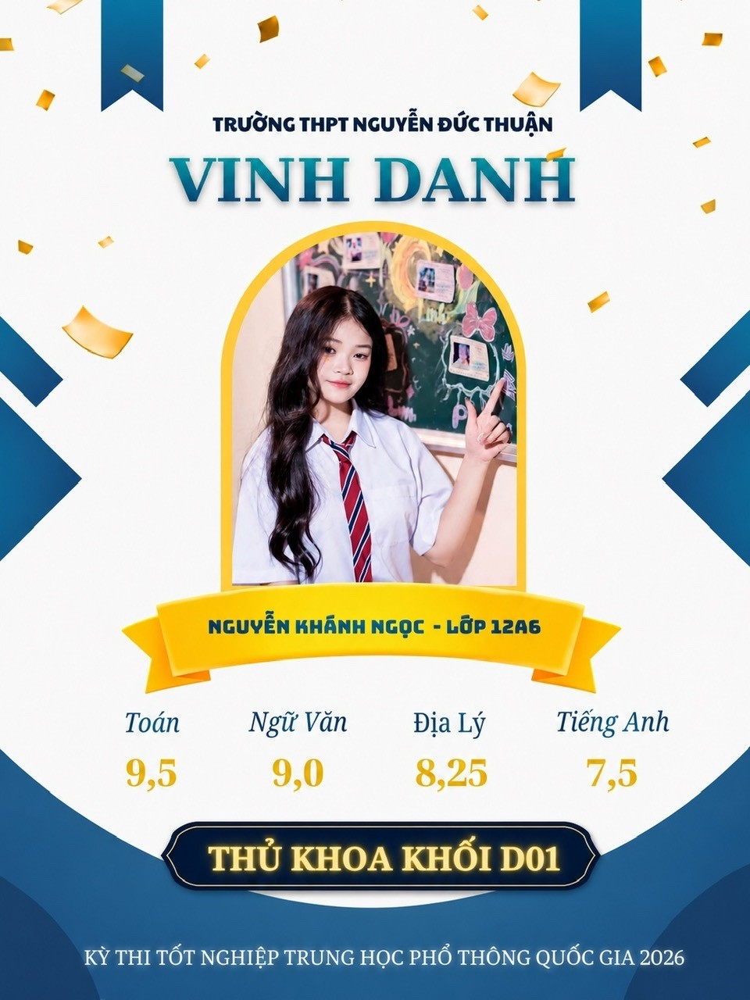 TRƯỜNG THPT NGUYỄN ĐỨC THUẬN
VINH DANH
NGUYỄN KHÁNH NGỌC - LỚP 12A6
Toán Ngữ Văn Địa Lý Tiếng Anh
9,5 9,0 8,25 7,5
THỦ KHOA KHỐI D01
KỲ THI TỐT NGHIỆP TRUNG HỌC PHỔ THÔNG QUỐC GIA 2026